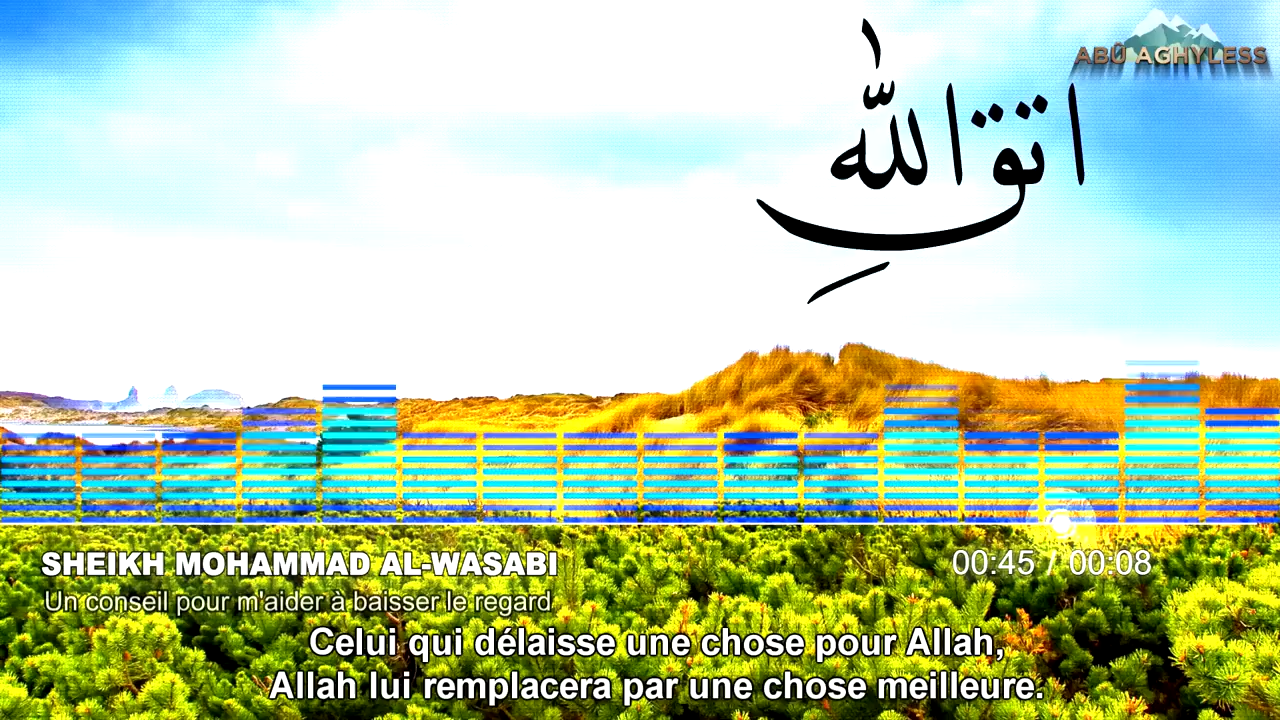 ABÛ AGHYLESS
اتق الله
SHEIKH MOHAMMAD AL-WASABI
00:45 / 00:08
Un conseil pour m'aider à baisser le regard
Celui qui délaisse une chose pour Allah,
Allah lui remplacera par une chose meilleure.